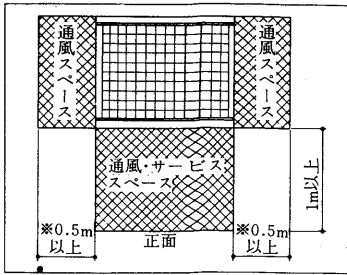 通風スペース
通風スペース
通風・サービス
スペース
1m以上
※0.5m
以上
正面
※0.5m
以上